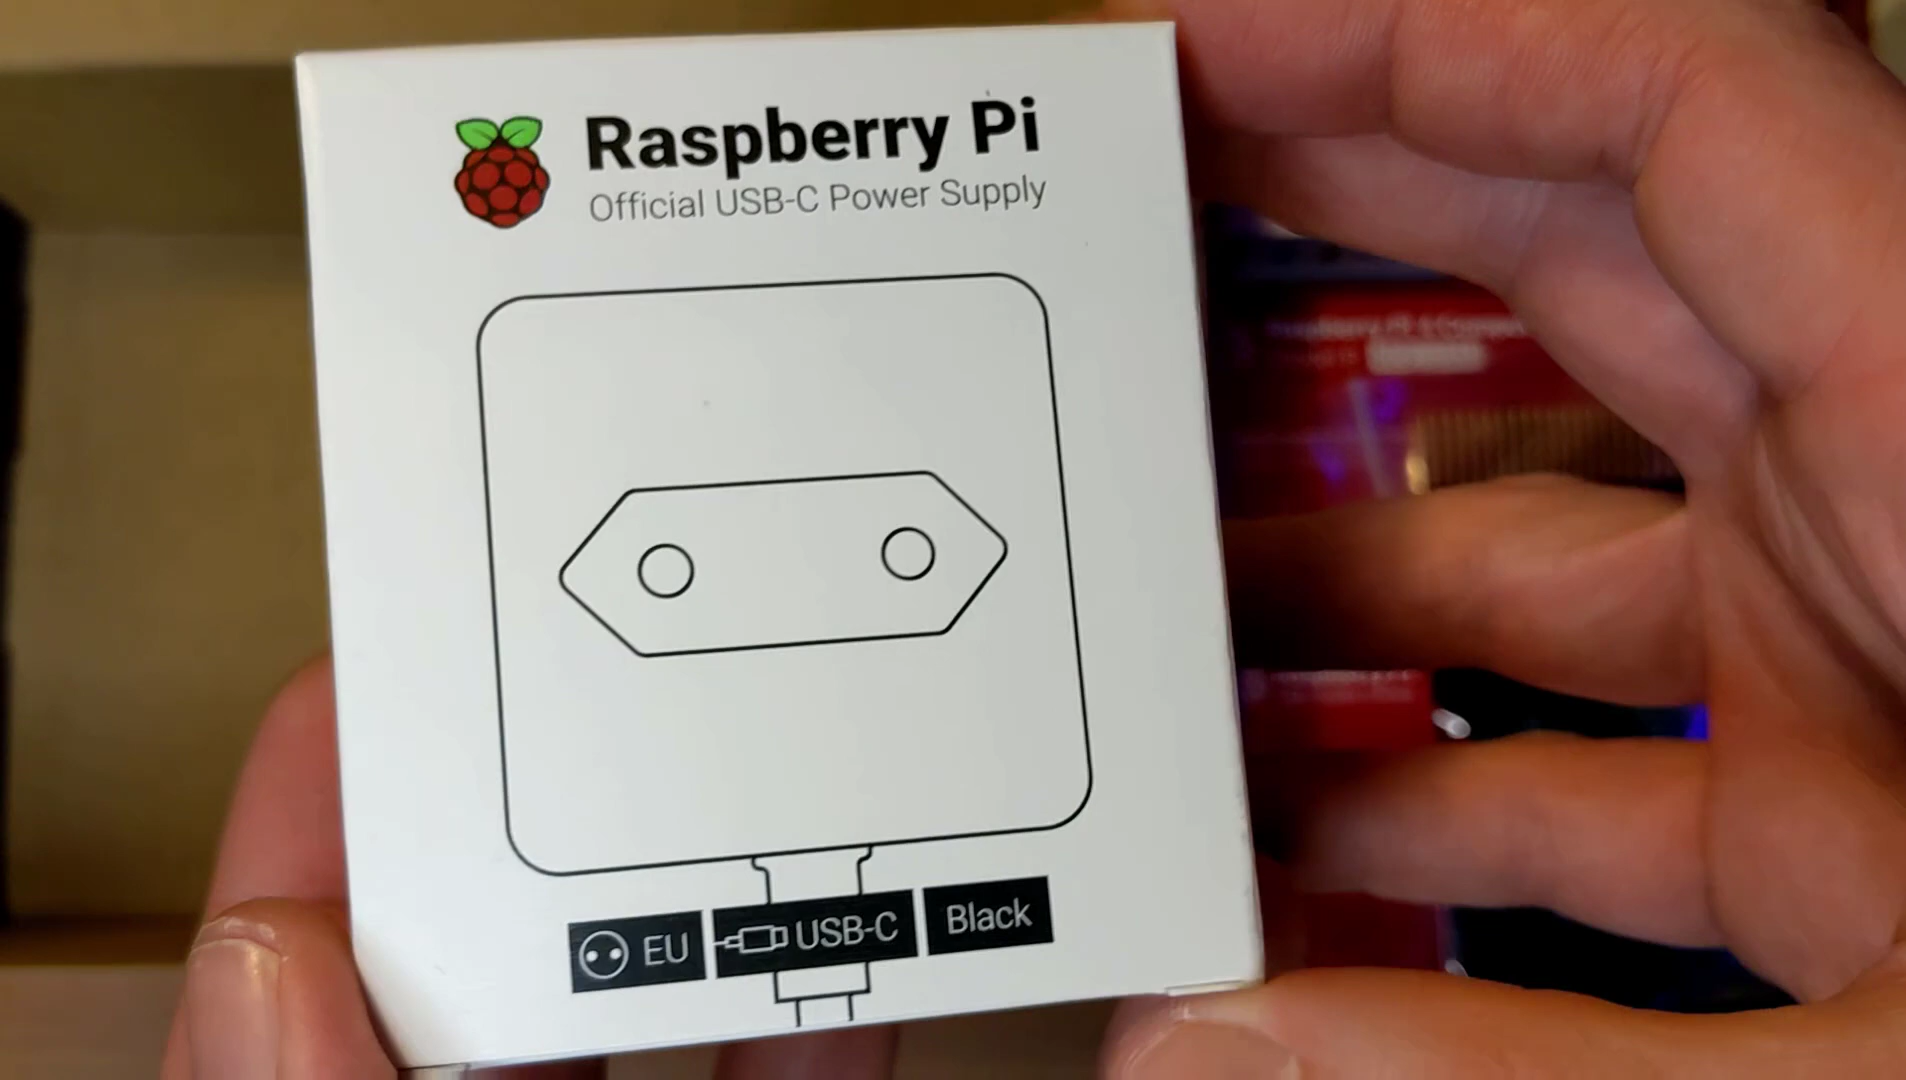 Raspberry Pi
Official USB-C Power Supply
EU
USB-C
Black